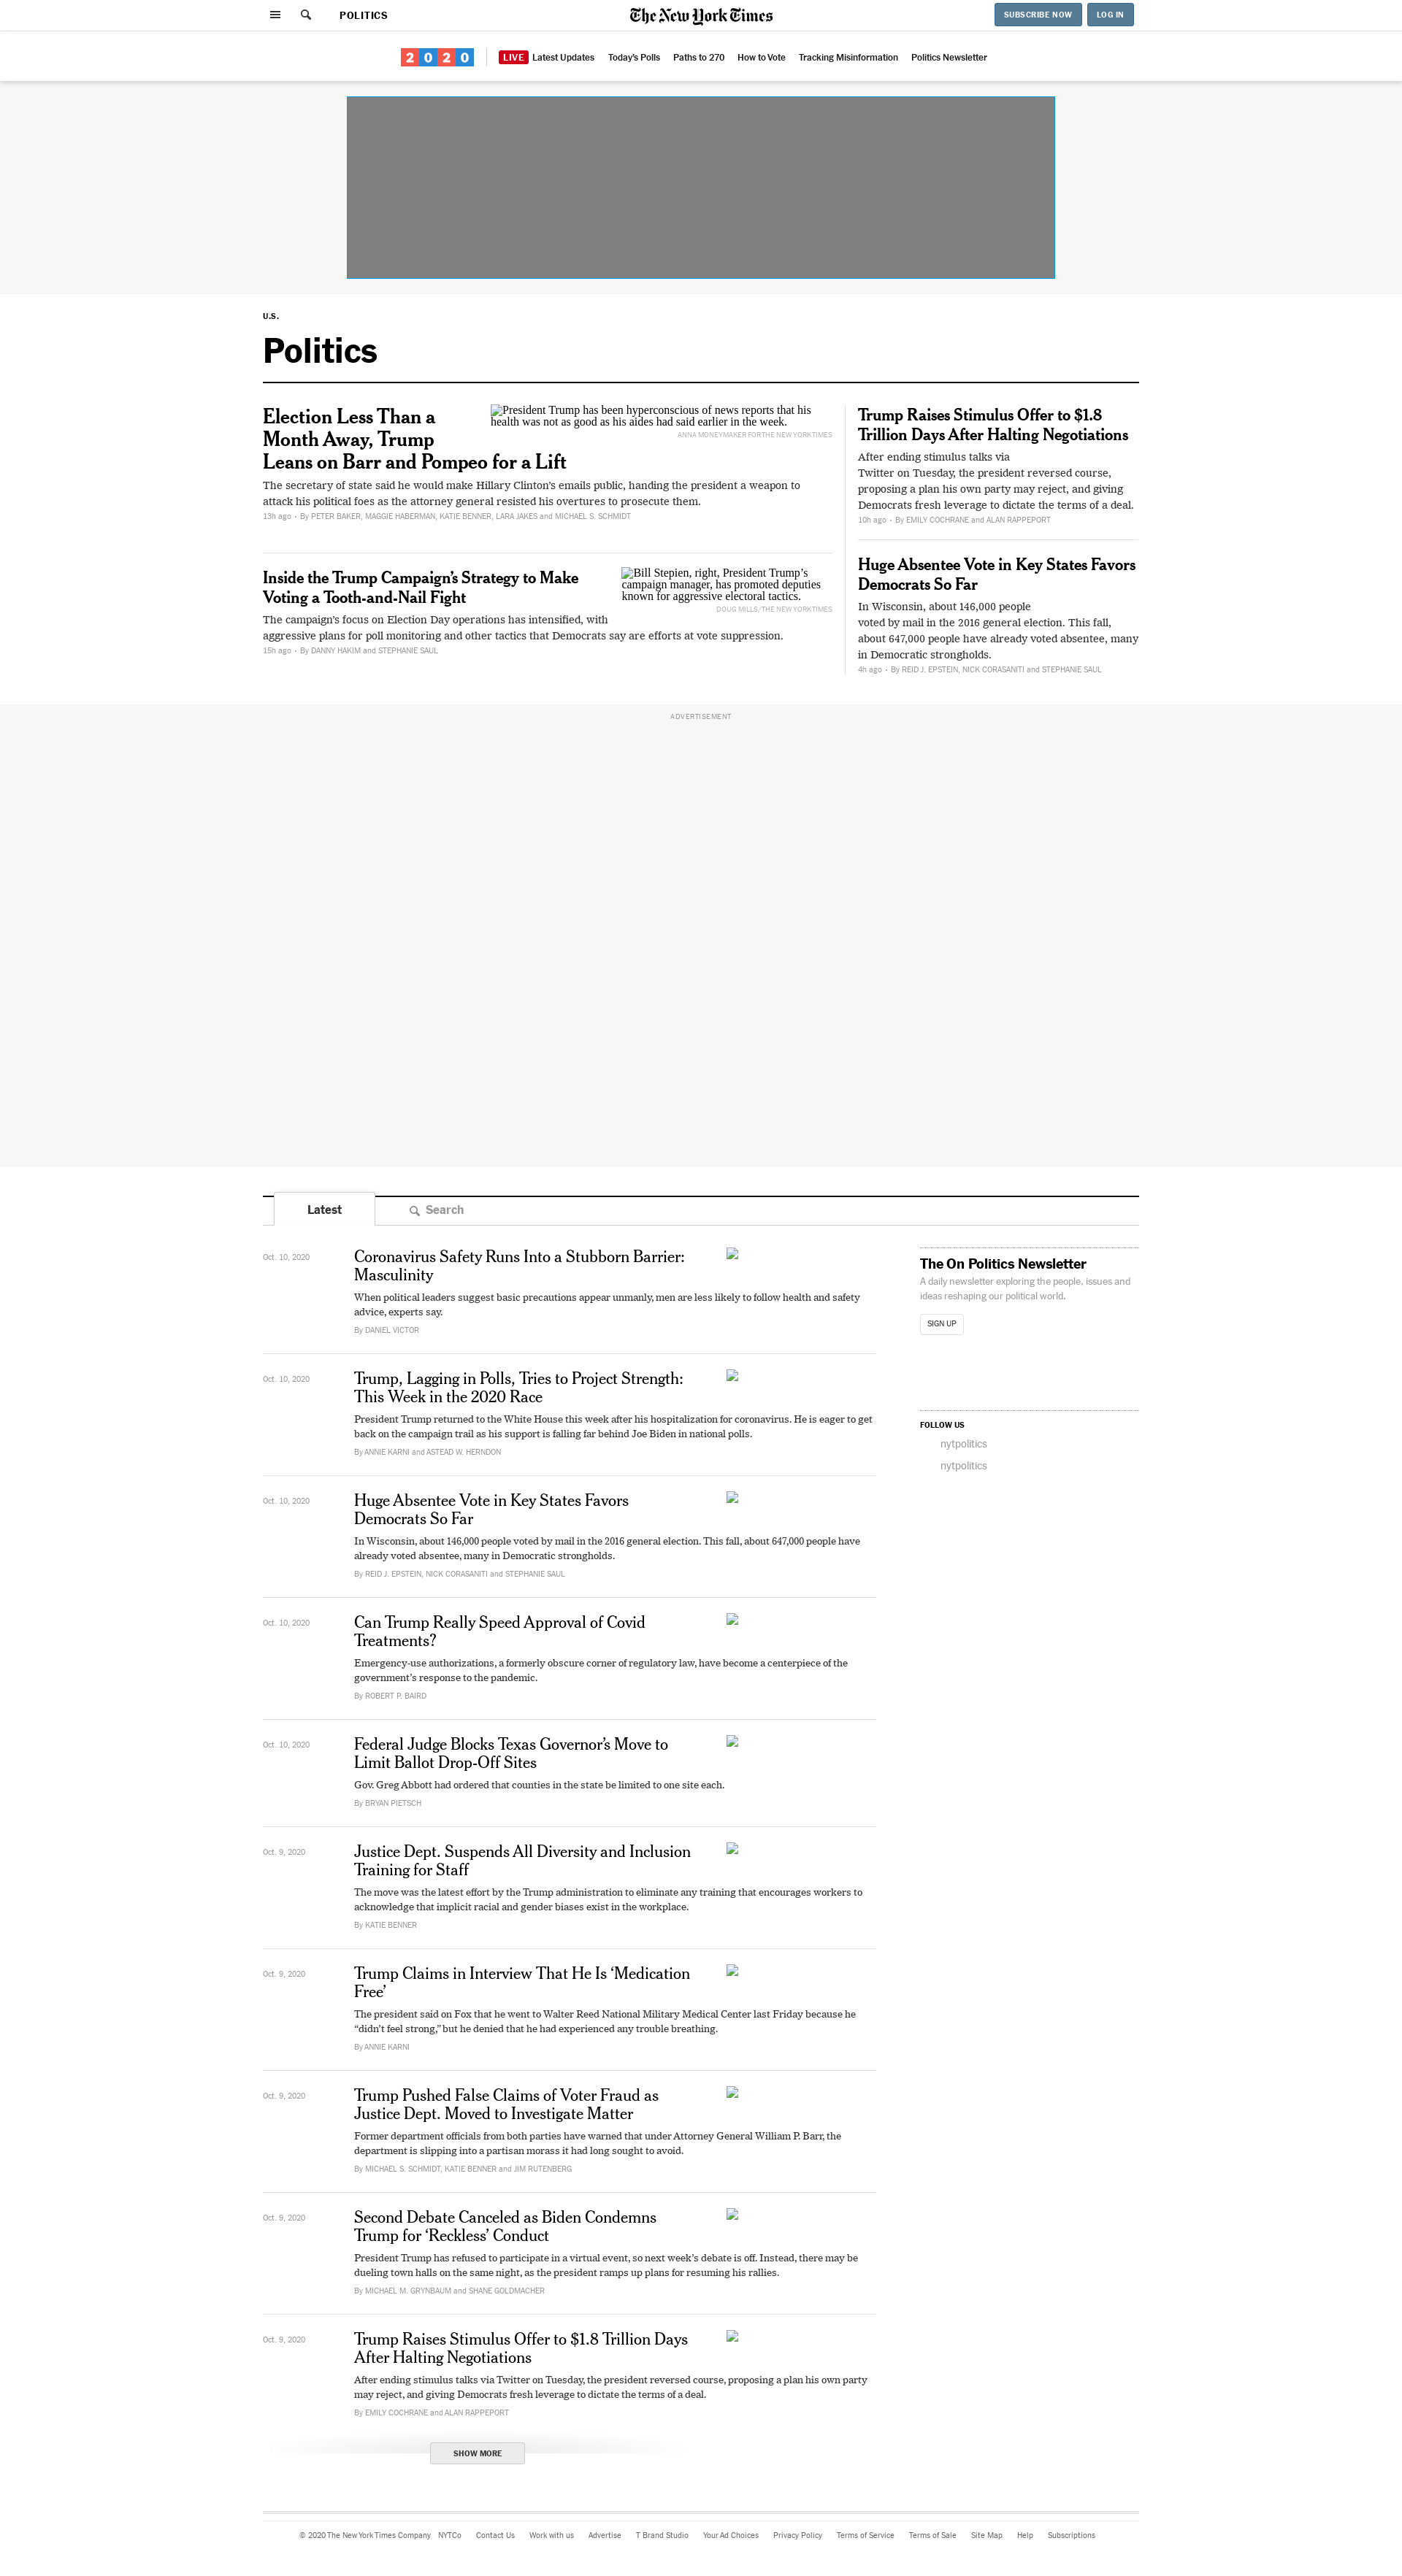 POLITICS
The New York Times
SUBSCRIBE NOW
LOG IN
2020
LIVE Latest Updates
Today's Polls
Paths to 270
How to Vote
Tracking Misinformation
Politics Newsletter
U.S.
Politics
Election Less Than a
Month Away, Trump
Leans on Barr and Pompeo for a Lift
President Trump has been hyperconscious of news reports that his
health was not as good as his aides had said earlier in the week.
ANNA MONEYMAKER FOR THE NEW YORK TIMES
The secretary of state said he would make Hillary Clinton's emails public, handing the president a weapon to
attack his political foes as the attorney general resisted his overtures to prosecute them.
13h ago • By PETER BAKER, MAGGIE HABERMAN, KATIE BENNER, LARA JAKES and MICHAEL S. SCHMIDT
Inside the Trump Campaign’s Strategy to Make
Voting a Tooth-and-Nail Fight
Bill Stepien, right, President Trump’s
campaign manager, has promoted deputies
known for aggressive electoral tactics.
DOUG MILLS/THE NEW YORK TIMES
The campaign's focus on Election Day operations has intensified, with
aggressive plans for poll monitoring and other tactics that Democrats say are efforts at vote suppression.
15h ago • By DANNY HAKIM and STEPHANIE SAUL
Trump Raises Stimulus Offer to $1.8
Trillion Days After Halting Negotiations
After ending stimulus talks via
Twitter on Tuesday, the president reversed course,
proposing a plan his own party may reject, and giving
Democrats fresh leverage to dictate the terms of a deal.
10h ago • By EMILY COCHRANE and ALAN RAPPEPORT
Huge Absentee Vote in Key States Favors
Democrats So Far
In Wisconsin, about 146,000 people
voted by mail in the 2016 general election. This fall,
about 647,000 people have already voted absentee, many
in Democratic strongholds.
4h ago • By REID J. EPSTEIN, NICK CORASANITI and STEPHANIE SAUL
ADVERTISEMENT
Latest
Search
Oct. 10, 2020
Coronavirus Safety Runs Into a Stubborn Barrier:
Masculinity
When political leaders suggest basic precautions appear unmanly, men are less likely to follow health and safety
advice, experts say.
By DANIEL VICTOR
Oct. 10, 2020
Trump, Lagging in Polls, Tries to Project Strength:
This Week in the 2020 Race
President Trump returned to the White House this week after his hospitalization for coronavirus. He is eager to get
back on the campaign trail as his support is falling far behind Joe Biden in national polls.
By ANNIE KARNI and ASTEAD W. HERNDON
Oct. 10, 2020
Huge Absentee Vote in Key States Favors
Democrats So Far
In Wisconsin, about 146,000 people voted by mail in the 2016 general election. This fall, about 647,000 people have
already voted absentee, many in Democratic strongholds.
By REID J. EPSTEIN, NICK CORASANITI and STEPHANIE SAUL
Oct. 10, 2020
Can Trump Really Speed Approval of Covid
Treatments?
Emergency-use authorizations, a formerly obscure corner of regulatory law, have become a centerpiece of the
government’s response to the pandemic.
By ROBERT P. BAIRD
Oct. 10, 2020
Federal Judge Blocks Texas Governor’s Move to
Limit Ballot Drop-Off Sites
Gov. Greg Abbott had ordered that counties in the state be limited to one site each.
By BRYAN PIETSCH
Oct. 9, 2020
Justice Dept. Suspends All Diversity and Inclusion
Training for Staff
The move was the latest effort by the Trump administration to eliminate any training that encourages workers to
acknowledge that implicit racial and gender biases exist in the workplace.
By KATIE BENNER
Oct. 9, 2020
Trump Claims in Interview That He Is ‘Medication
Free’
The president said on Fox that he went to Walter Reed National Military Medical Center last Friday because he
“didn’t feel strong,” but he denied that he had experienced any trouble breathing.
By ANNIE KARNI
Oct. 9, 2020
Trump Pushed False Claims of Voter Fraud as
Justice Dept. Moved to Investigate Matter
Former department officials from both parties have warned that under Attorney General William P. Barr, the
department is slipping into a partisan morass it had long sought to avoid.
By MICHAEL S. SCHMIDT, KATIE BENNER and JIM RUTENBERG
Oct. 9, 2020
Second Debate Canceled as Biden Condemns
Trump for ‘Reckless’ Conduct
President Trump has refused to participate in a virtual event, so next week’s debate is off. Instead, there may be
dueling town halls on the same night, as the president ramps up plans for resuming his rallies.
By MICHAEL M. GRYNBAUM and SHANE GOLDMACHER
Oct. 9, 2020
Trump Raises Stimulus Offer to $1.8 Trillion Days
After Halting Negotiations
After ending stimulus talks via Twitter on Tuesday, the president reversed course, proposing a plan his own party
may reject, and giving Democrats fresh leverage to dictate the terms of a deal.
By EMILY COCHRANE and ALAN RAPPEPORT
SHOW MORE
The On Politics Newsletter
A daily newsletter exploring the people, issues and
ideas reshaping our political world.
SIGN UP
FOLLOW US
nytpolitics
nytpolitics
© 2020 The New York Times Company
NYTCo
Contact Us
Work with us
Advertise
T Brand Studio
Your Ad Choices
Privacy Policy
Terms of Service
Terms of Sale
Site Map
Help
Subscriptions